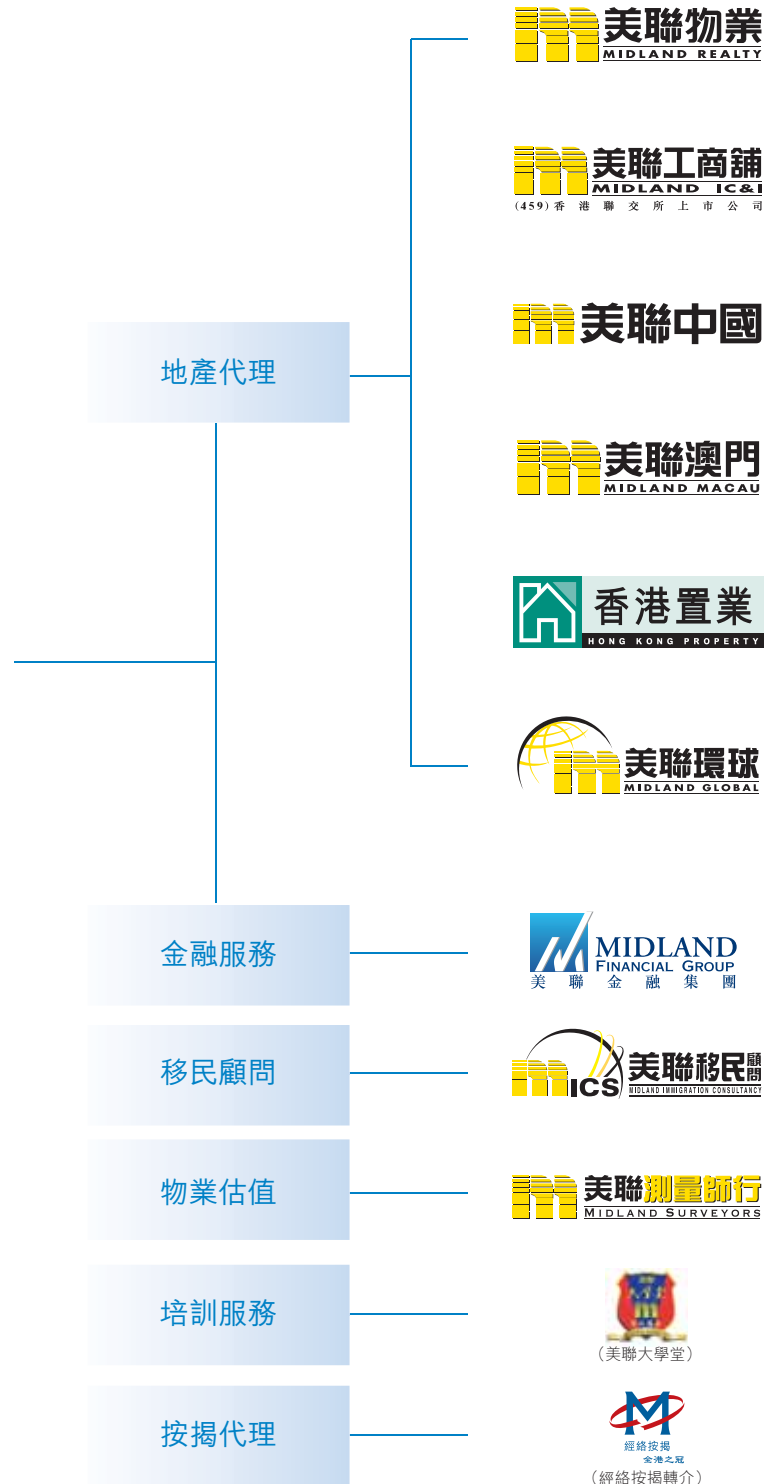 美聯物業
MIDLAND REALTY
美聯工商舖
MIDLAND IC&I
(459)香港聯交所上市公司
美聯中國
地產代理
美聯澳門
MIDLAND MACAU
香港置業
HONG KONG PROPERTY
美聯環球
MIDLAND GLOBAL
金融服務
MIDLAND
FINANCIAL GROUP
美聯金融集團
移民顧問
ICS
美聯移民顧問
MIDLAND IMMIGRATION CONSULTANCY
物業估值
美聯測量師行
MIDLAND SURVEYORS
培訓服務
(美聯大學堂)
按揭代理
經絡按揭
全港之冠
(經絡按揭轉介)